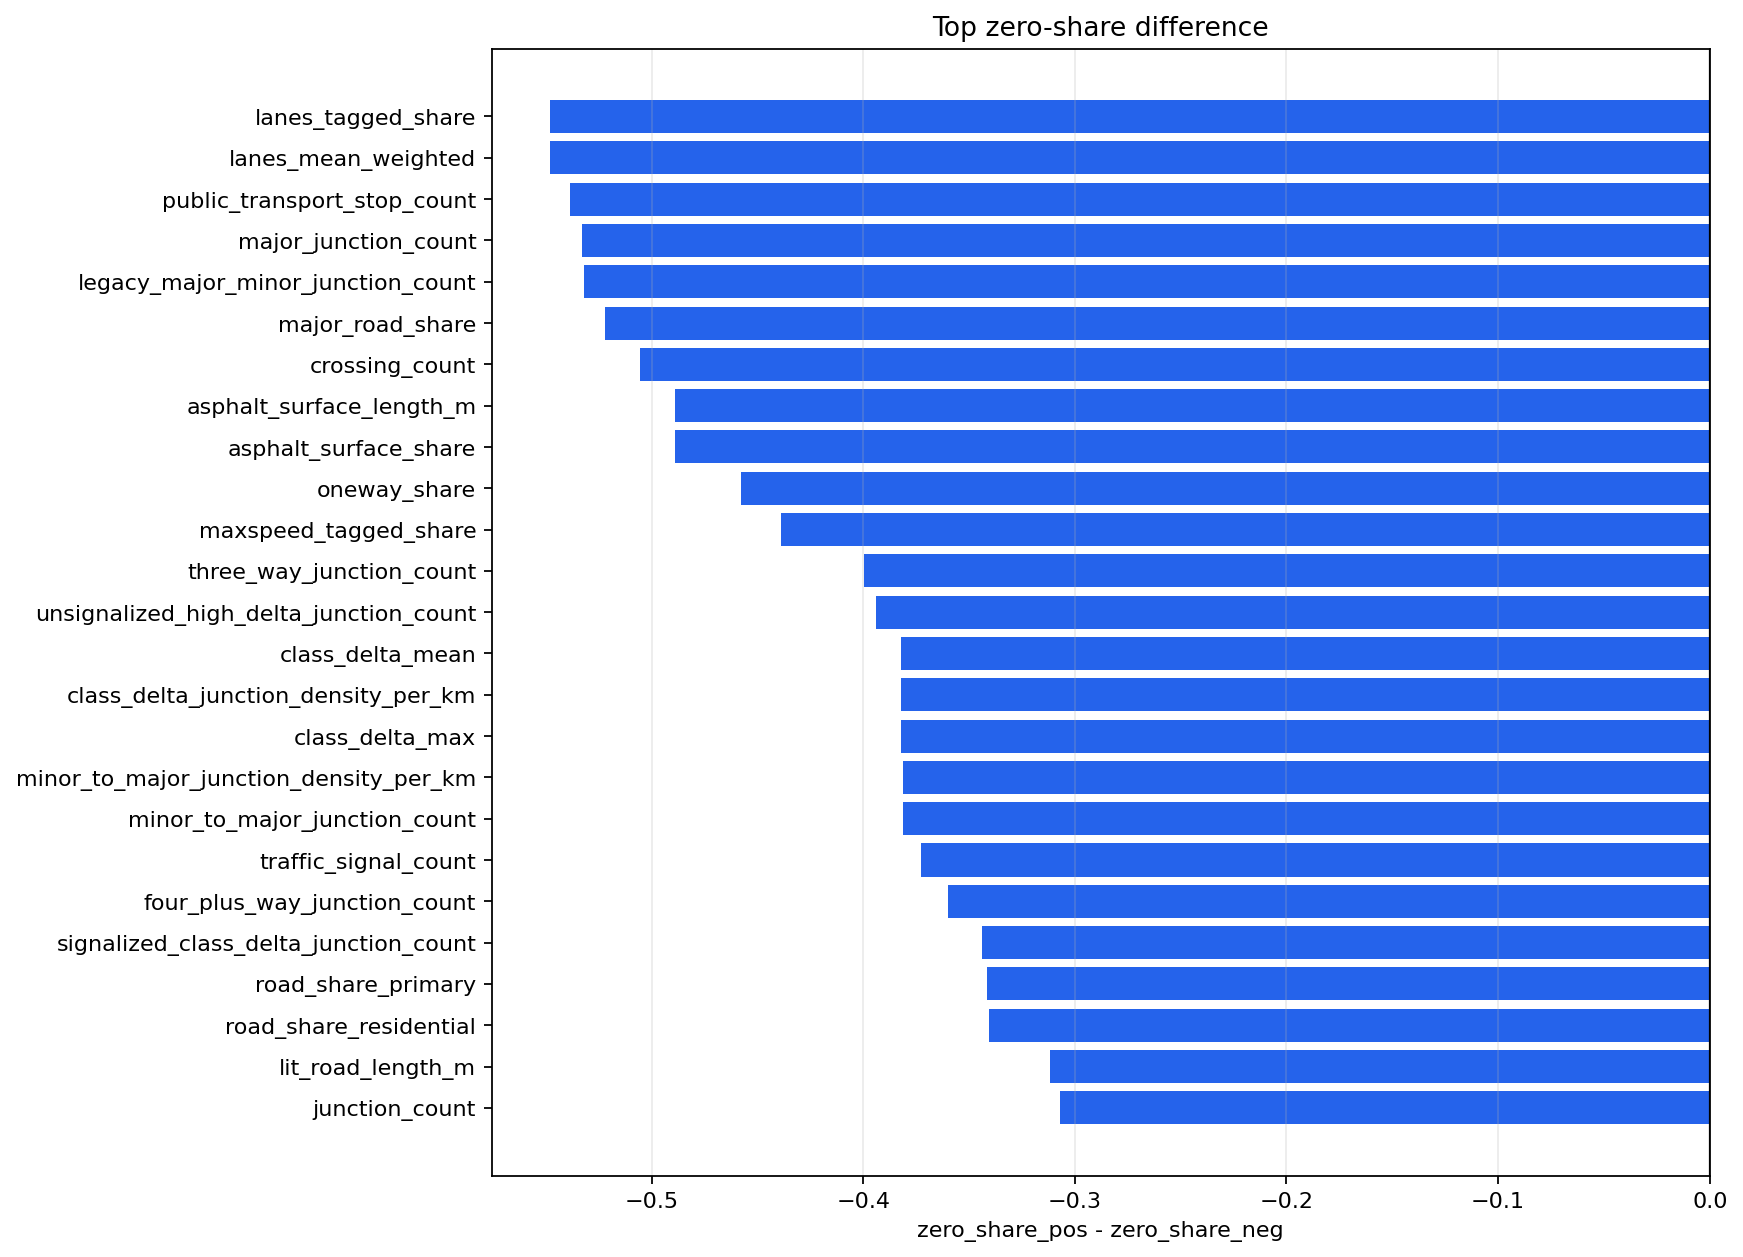 Top zero-share difference
lanes_tagged_share
lanes_mean_weighted
public_transport_stop_count
major_junction_count
legacy_major_minor_junction_count
major_road_share
crossing_count
asphalt_surface_length_m
asphalt_surface_share
oneway_share
maxspeed_tagged_share
three_way_junction_count
unsignalized_high_delta_junction_count
class_delta_mean
class_delta_junction_density_per_km
class_delta_max
minor_to_major_junction_density_per_km
minor_to_major_junction_count
traffic_signal_count
four_plus_way_junction_count
signalized_class_delta_junction_count
road_share_primary
road_share_residential
lit_road_length_m
junction_count
−0.5 −0.4 −0.3 −0.2 −0.1 0.0
zero_share_pos - zero_share_neg